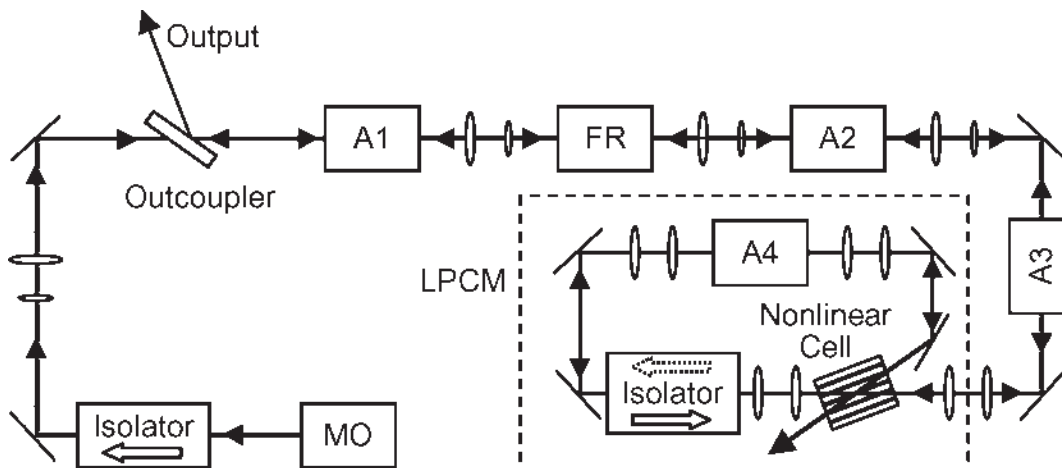 Output
A1
FR
A2
Outcoupler
LPCM
A4
A3
Nonlinear
Cell
Isolator
Isolator
MO